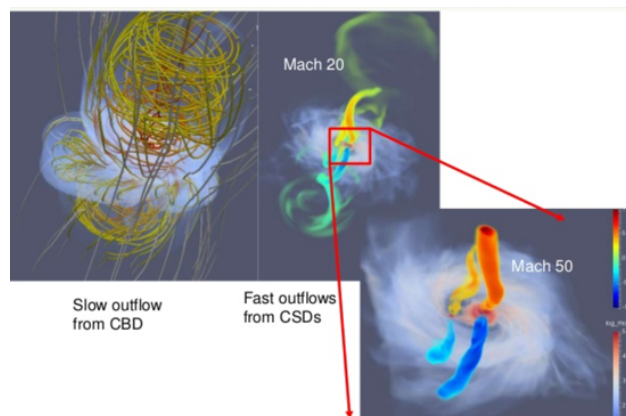 Mach 20
Mach 50
Slow outflow
from CBD
Fast outflows
from CSDs